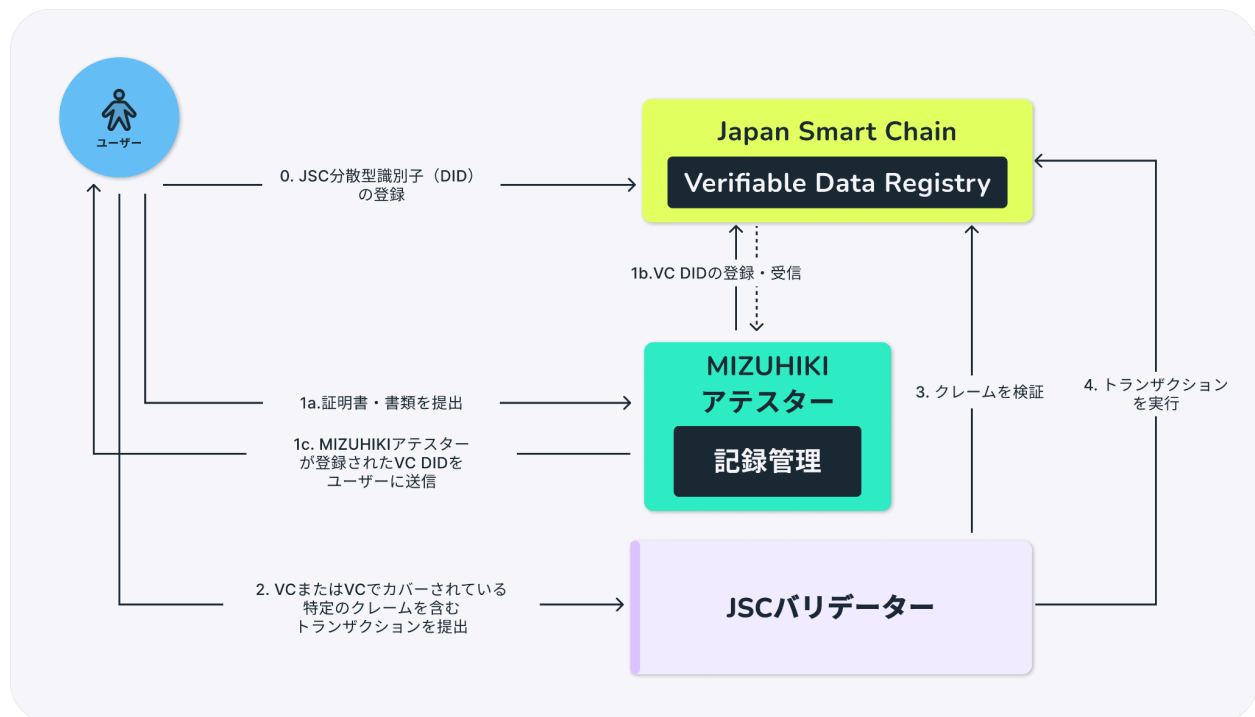 ユーザー
0. JSC分散型識別子（DID）
の登録
Japan Smart Chain
Verifiable Data Registry
1b.VC DIDの登録・受信
MIZUHIKI
アテスター
記録管理
1a.証明書・書類を提出
1c. MIZUHIKIアテスター
が登録されたVC DIDを
ユーザーに送信
3. クレームを検証
4. トランザクション
を実行
2. VCまたはVCでカバーされている
特定のクレームを含む
トランザクションを提出
JSCバリデーター